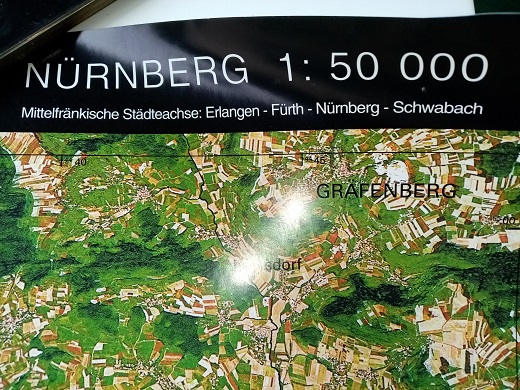 NÜRNBERG 1: 50 000
Mittelfränkische Städteachse: Erlangen - Fürth - Nürnberg - Schwabach
GRÄFENBERG